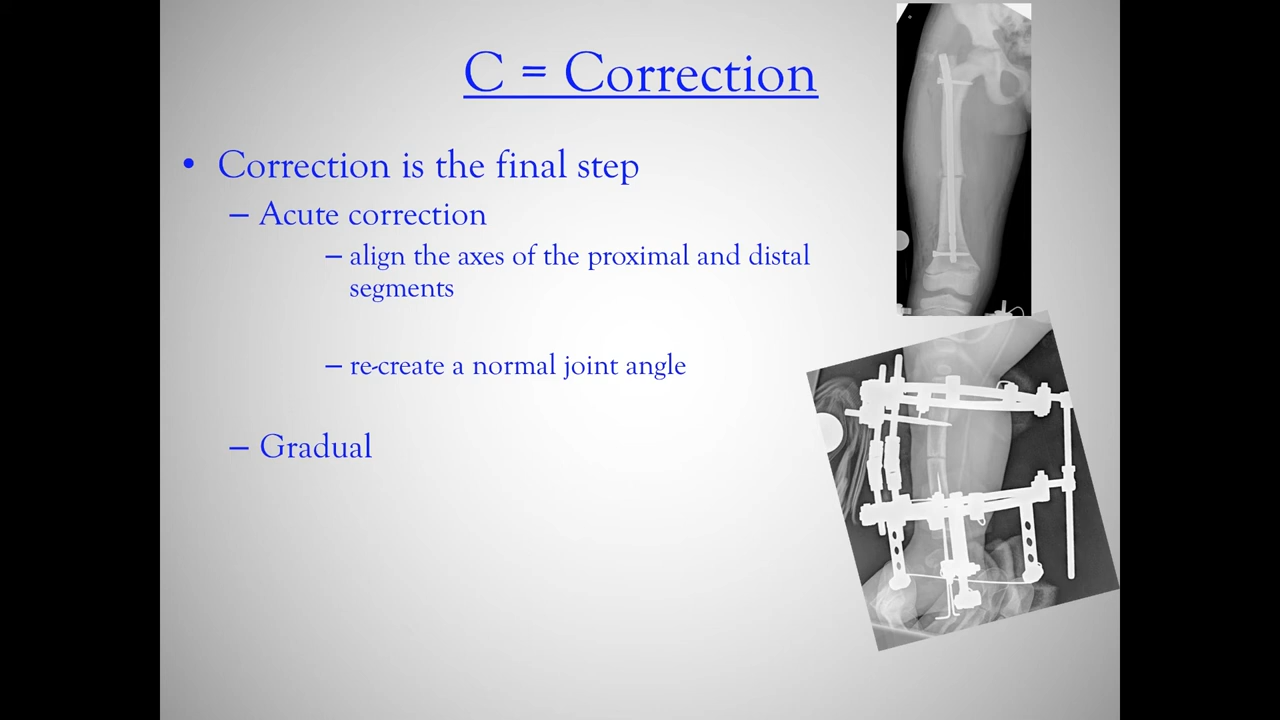 C = Correction
• Correction is the final step
– Acute correction
– align the axes of the proximal and distal
segments
– re-create a normal joint angle
– Gradual